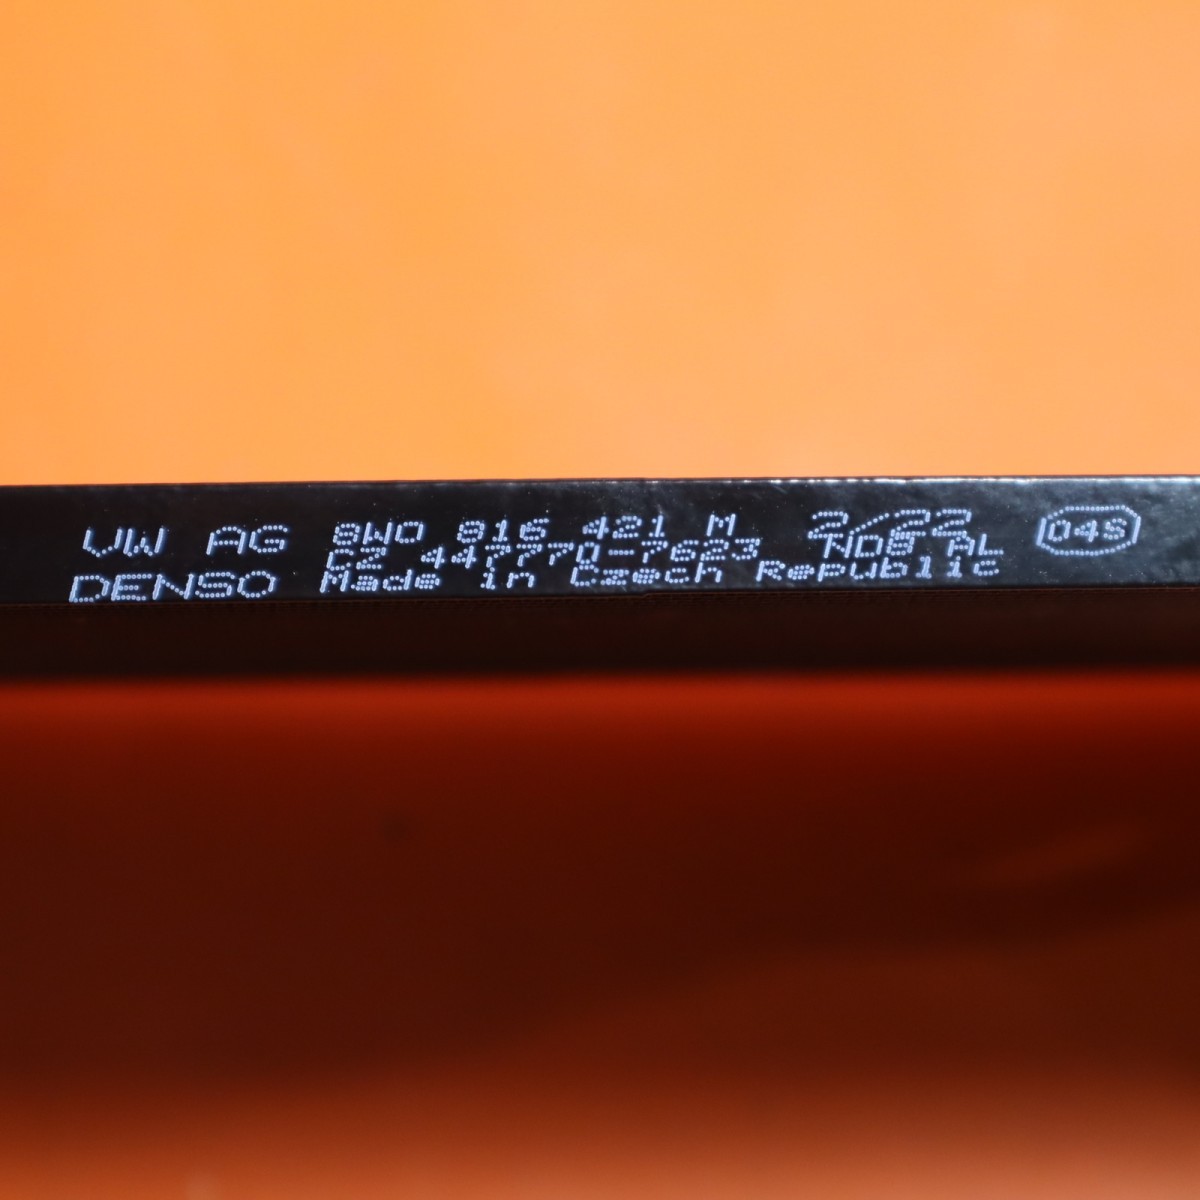 VW AG 8W0 816 421 M 2/22 04S
CZ 447770-7623 ND8 AL
DENSO Made in Czech Republic